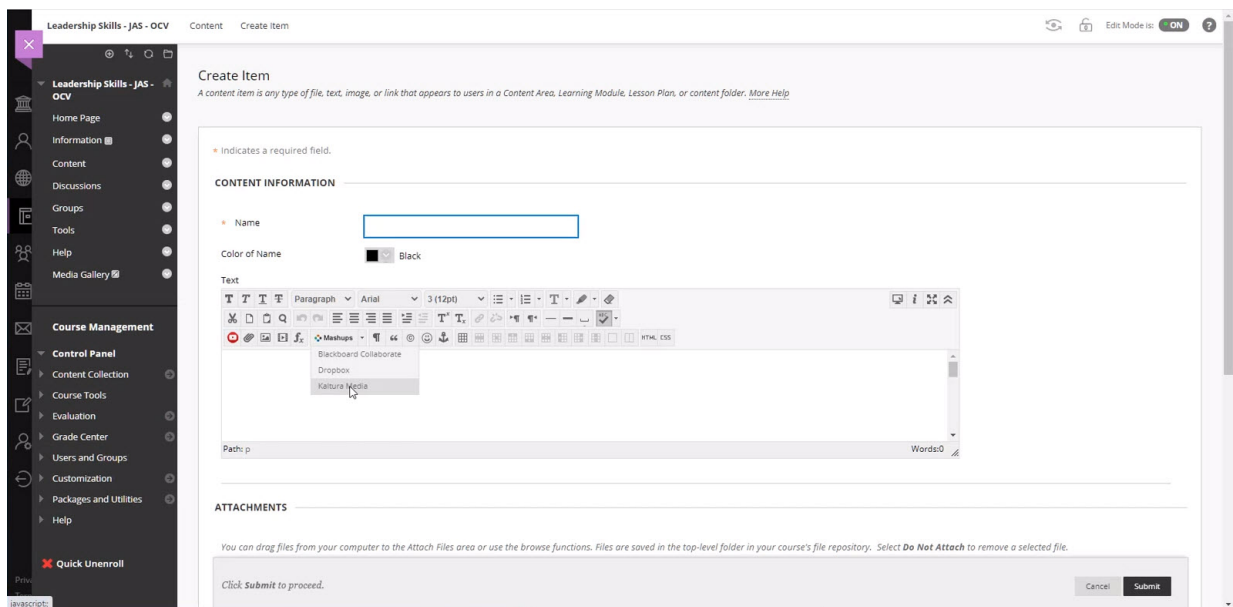 Leadership Skills - JAS - OCV
Content
Create Item
Edit Mode is:
ON
?
Leadership Skills - JAS -
OCV
Home Page
Information
Content
Discussions
Groups
Tools
Help
Media Gallery
Course Management
Control Panel
Content Collection
Course Tools
Evaluation
Grade Center
Users and Groups
Customization
Packages and Utilities
Help
Quick Unenroll
Priv
javascript:;
Create Item
A content item is any type of file, text, image, or link that appears to users in a Content Area, Learning Module, Lesson Plan, or content folder. More Help
* Indicates a required field.
CONTENT INFORMATION
* Name
Color of Name
Black
Text
T T T T Paragraph Arial 3 (12pt) T
T˟ Tₓ
fx Mashups ¶ “ © HTML CSS
Blackboard Collaborate
Dropbox
Kaltura Media
Path: p
Words:0
ATTACHMENTS
You can drag files from your computer to the Attach Files area or use the browse functions. Files are saved in the top-level folder in your course's file repository. Select Do Not Attach to remove a selected file.
Click Submit to proceed.
Cancel
Submit